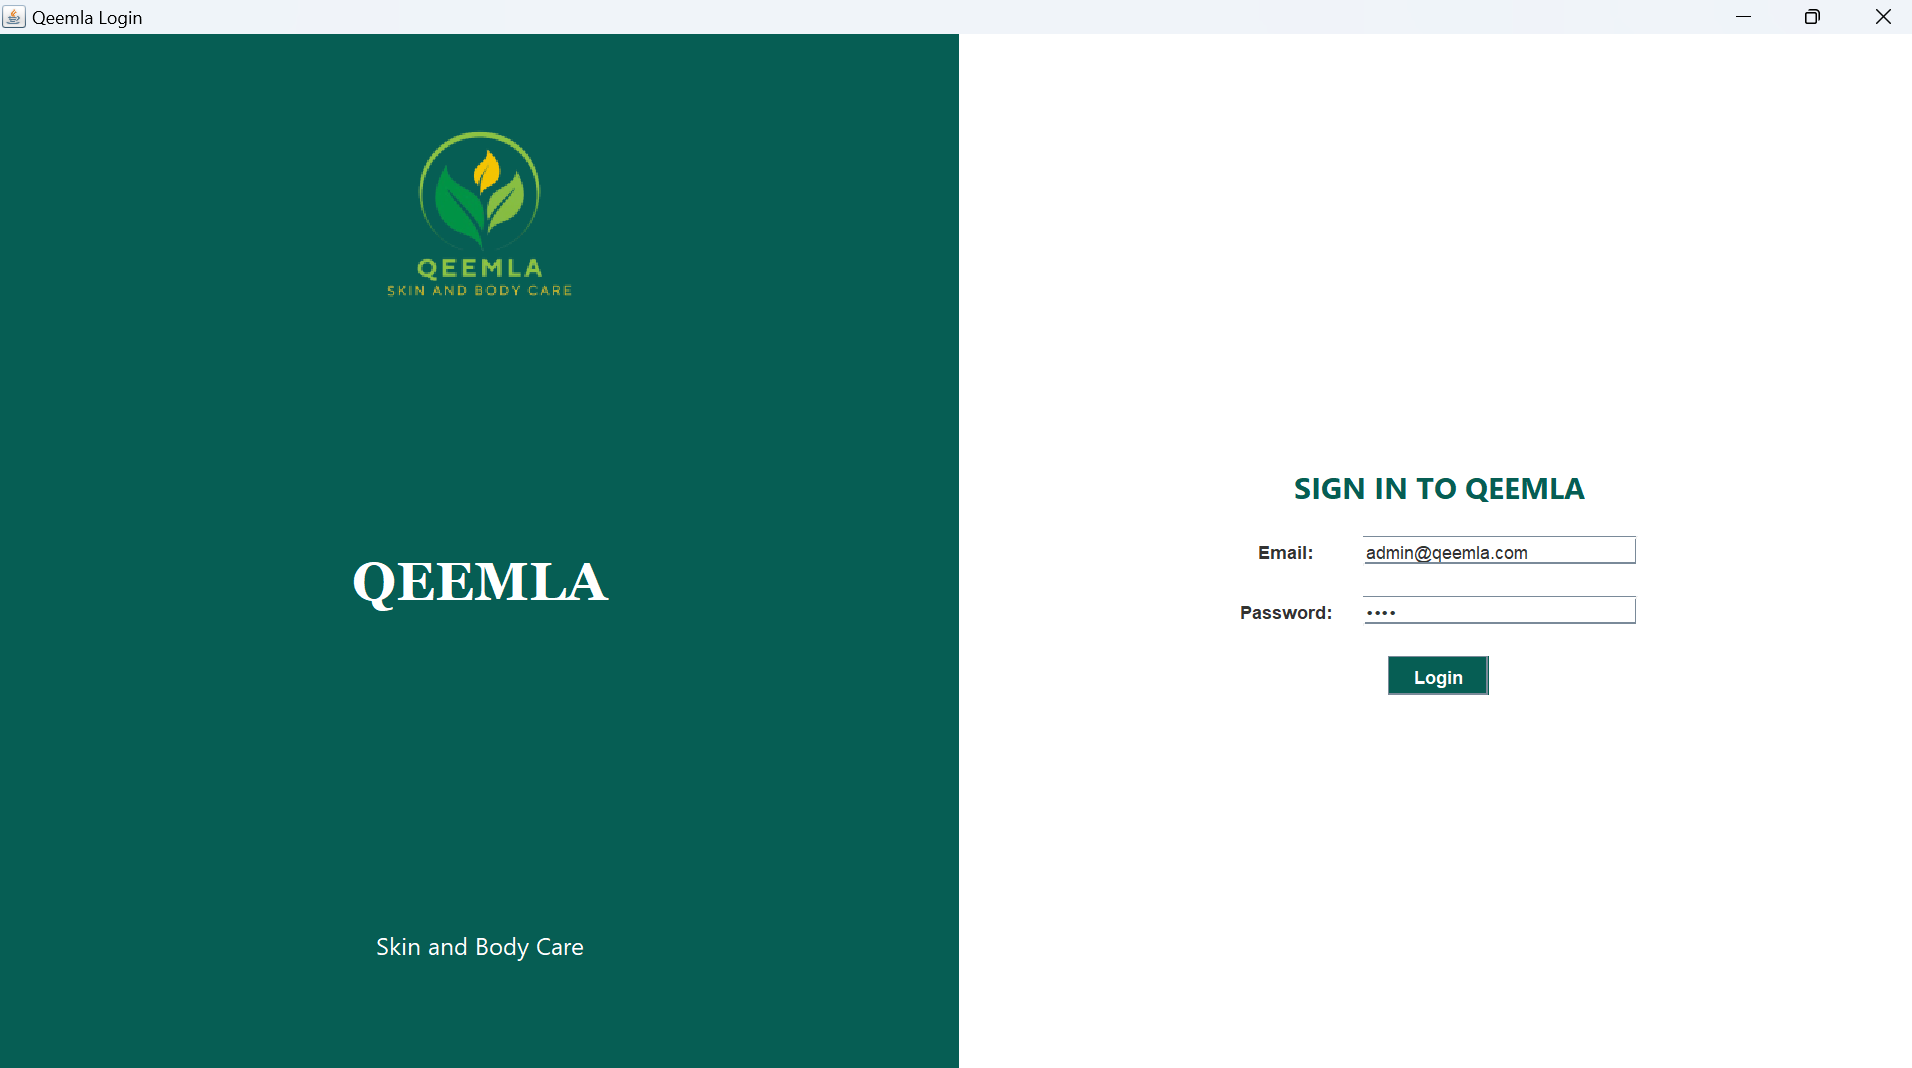 Qeemla Login
QEEMLA
SKIN AND BODY CARE
QEEMLA
Skin and Body Care
SIGN IN TO QEEMLA
Email: admin@qeemla.com
Password: ••••
Login